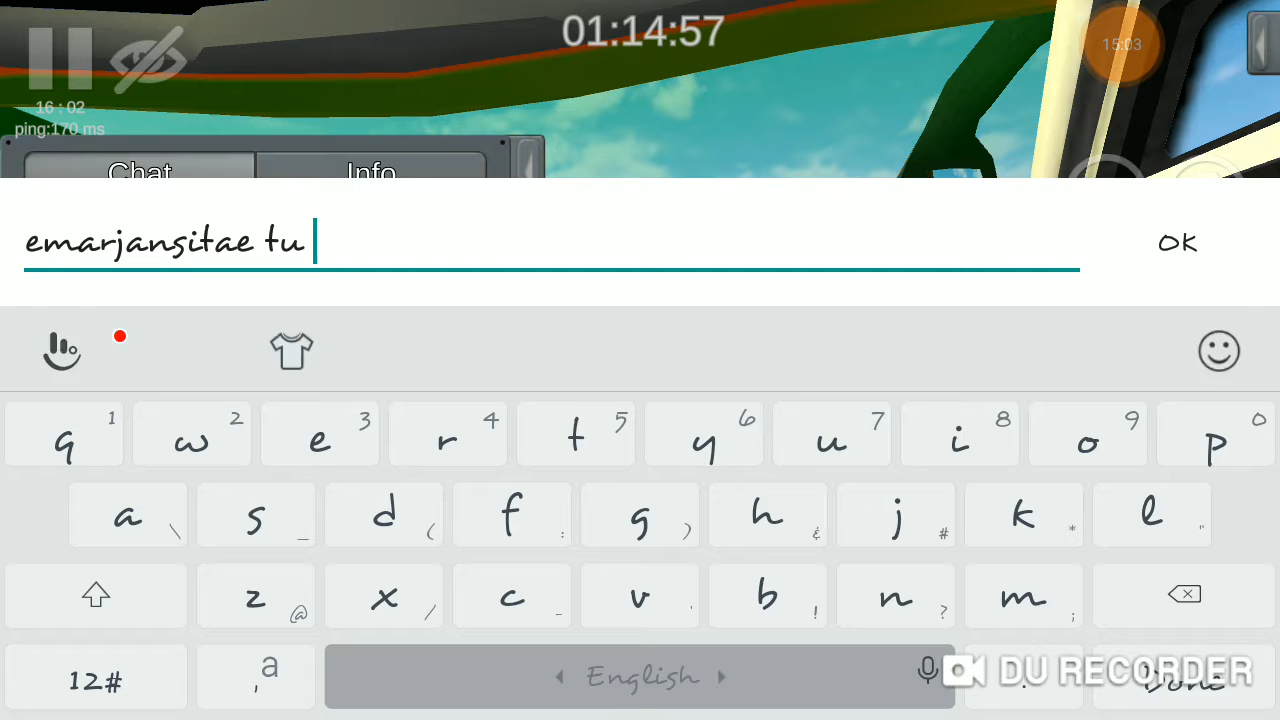 01:14:57
15:03
16 : 02
ping:170 ms
Chat Info
emarjansitae tu
OK
q 1 w 2 e 3 r 4 t 5 y 6 u 7 i 8 o 9 p 0
a \ s _ d ( f : g ) h & j # k * l "
z @ x / c - v ' b ! n ? m ;
12# , a English . Done
DU RECORDER